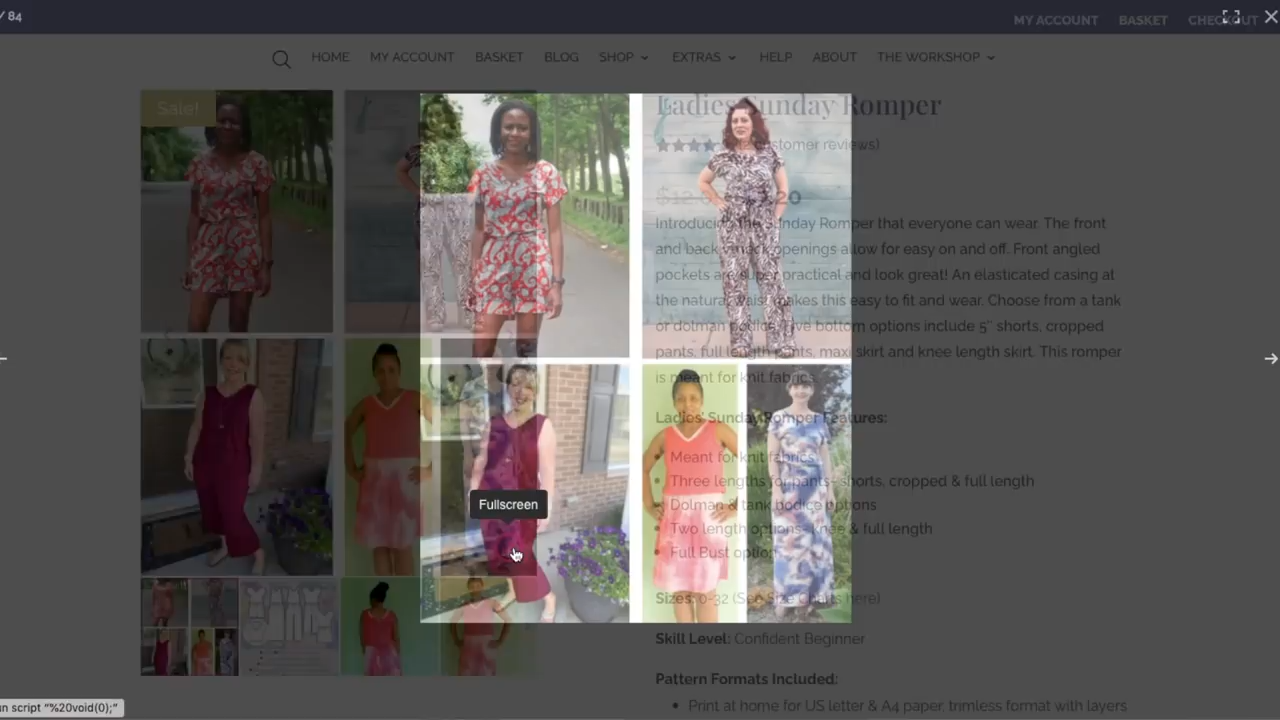 / 84
MY ACCOUNT BASKET CHECKOUT
HOME MY ACCOUNT BASKET BLOG SHOP EXTRAS HELP ABOUT THE WORKSHOP
Sale!
Ladies Sunday Romper
customer reviews)
Introducing the Sunday Romper that everyone can wear. The front
and back v-neck openings allow for easy on and off. Front angled
pockets are super practical and look great! An elasticated casing at
the natural waist makes this easy to fit and wear. Choose from a tank
or dolman bodice. Five bottom options include 5" shorts, cropped
pants, full length pants, maxi skirt and knee length skirt. This romper
is meant for knit fabrics.
Ladies' Sunday Romper Features:
Meant for knit fabrics
Three lengths for pants- shorts, cropped & full length
Dolman & tank bodice options
Two length options- knee & full length
Full Bust option
Fullscreen
Sizes: 0-32 (See Size Charts here)
Skill Level: Confident Beginner
Pattern Formats Included:
Print at home for US letter & A4 paper, trimless format with layers
un script "%20void(0);"